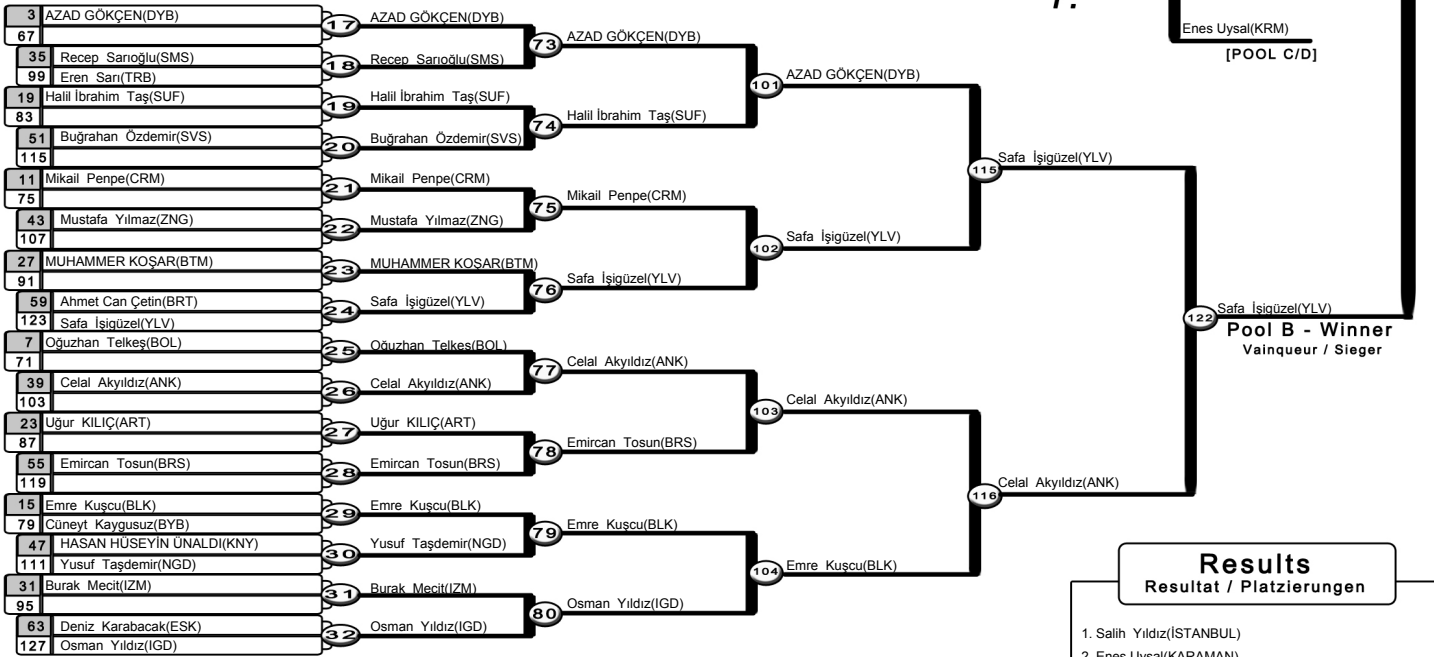 1.
Enes Uysal(KRM)
[POOL C/D]
3 AZAD GÖKÇEN(DYB)
67
35 Recep Sarıoğlu(SMS)
99 Eren Sarı(TRB)
19 Halil İbrahim Taş(SUF)
83
51 Buğrahan Özdemir(SVS)
115
11 Mikail Penpe(CRM)
75
43 Mustafa Yılmaz(ZNG)
107
27 MUHAMMER KOŞAR(BTM)
91
59 Ahmet Can Çetin(BRT)
123 Safa İşigüzel(YLV)
7 Oğuzhan Telkeş(BOL)
71
39 Celal Akyıldız(ANK)
103
23 Uğur KILIÇ(ART)
87
55 Emircan Tosun(BRS)
119
15 Emre Kuşcu(BLK)
79 Cüneyt Kaygusuz(BYB)
47 HASAN HÜSEYİN ÜNALDI(KNY)
111 Yusuf Taşdemir(NGD)
31 Burak Mecit(IZM)
95
63 Deniz Karabacak(ESK)
127 Osman Yıldız(IGD)
17 AZAD GÖKÇEN(DYB)
18 Recep Sarıoğlu(SMS)
19 Halil İbrahim Taş(SUF)
20 Buğrahan Özdemir(SVS)
21 Mikail Penpe(CRM)
22 Mustafa Yılmaz(ZNG)
23 MUHAMMER KOŞAR(BTM)
24 Safa İşigüzel(YLV)
25 Oğuzhan Telkeş(BOL)
26 Celal Akyıldız(ANK)
27 Uğur KILIÇ(ART)
28 Emircan Tosun(BRS)
29 Emre Kuşcu(BLK)
30 Yusuf Taşdemir(NGD)
31 Burak Mecit(IZM)
32 Osman Yıldız(IGD)
73 AZAD GÖKÇEN(DYB)
74 Halil İbrahim Taş(SUF)
75 Mikail Penpe(CRM)
76 Safa İşigüzel(YLV)
77 Celal Akyıldız(ANK)
78 Emircan Tosun(BRS)
79 Emre Kuşcu(BLK)
80 Osman Yıldız(IGD)
101 AZAD GÖKÇEN(DYB)
102 Safa İşigüzel(YLV)
103 Celal Akyıldız(ANK)
104 Emre Kuşcu(BLK)
115 Safa İşigüzel(YLV)
116 Celal Akyıldız(ANK)
122 Safa İşigüzel(YLV)
Pool B - Winner
Vainqueur / Sieger
Results
Resultat / Platzierungen
1. Salih Yıldız(İSTANBUL)
2. Enes Uysal(KARAMAN)